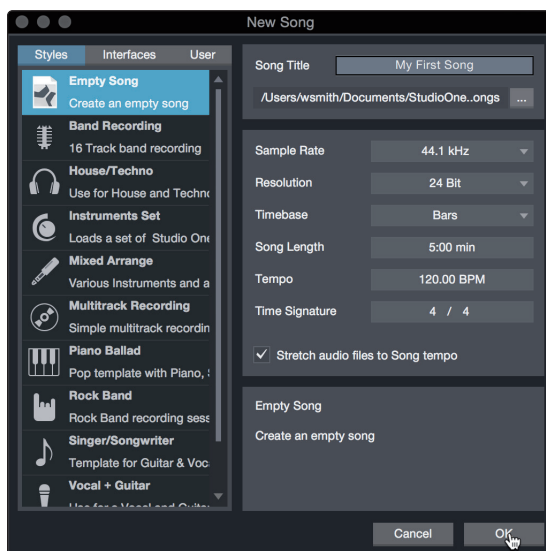 New Song
Styles Interfaces User
Empty Song
Create an empty song
Band Recording
16 Track band recording
House/Techno
Use for House and Techno
Instruments Set
Loads a set of Studio One
Mixed Arrange
Various Instruments and a
Multitrack Recording
Simple multitrack recordin
Piano Ballad
Pop template with Piano,
Rock Band
Rock Band recording sess
Singer/Songwriter
Template for Guitar & Voc
Vocal + Guitar
Song Title My First Song
/Users/wsmith/Documents/StudioOne..ongs ...
Sample Rate 44.1 kHz
Resolution 24 Bit
Timebase Bars
Song Length 5:00 min
Tempo 120.00 BPM
Time Signature 4 / 4
Stretch audio files to Song tempo
Empty Song
Create an empty song
Cancel OK